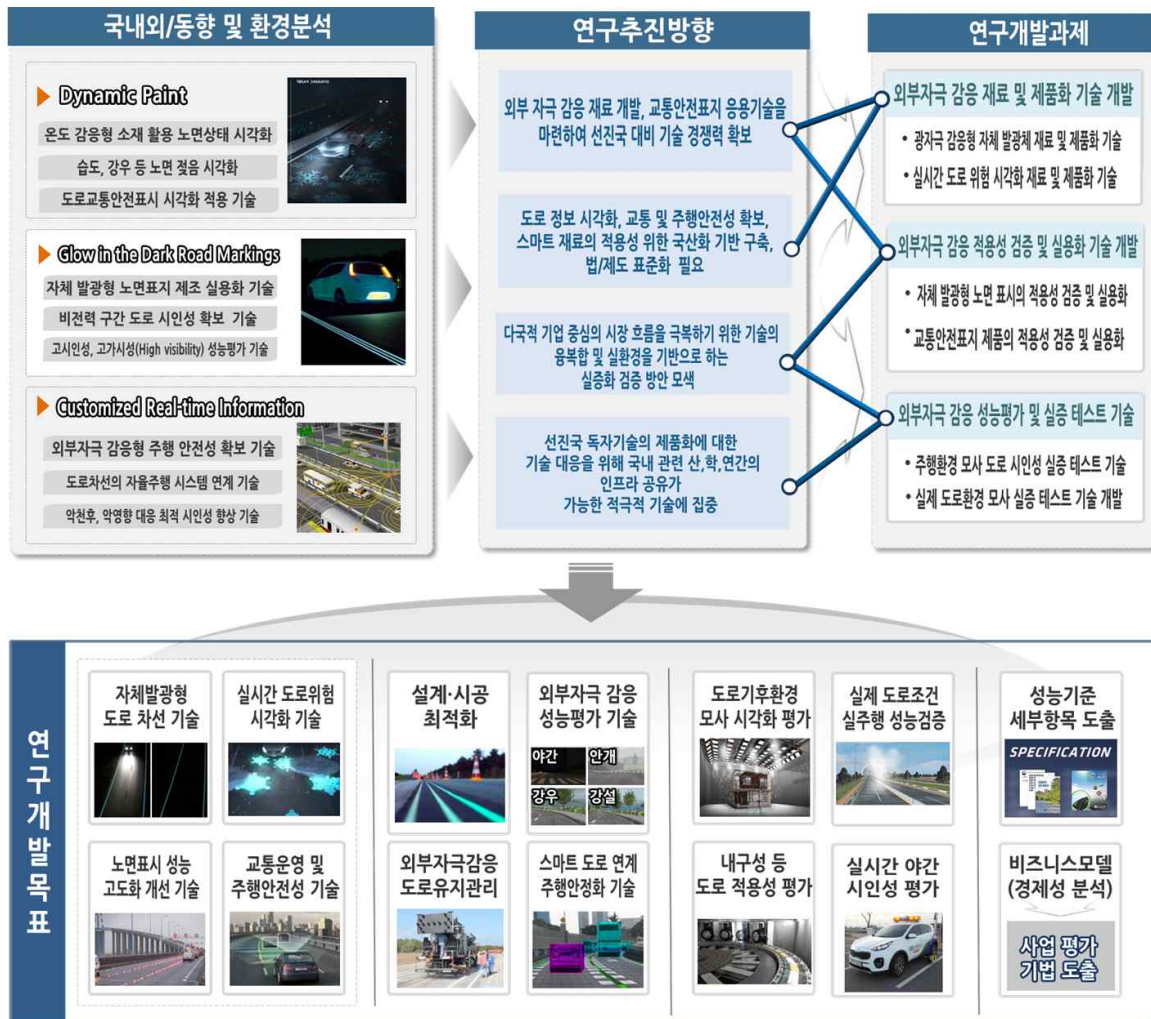 국내외/동향 및 환경분석
Dynamic Paint
온도 감응형 소재 활용 노면상태 시각화
습도, 강우 등 노면 젖음 시각화
도로교통안전표시 시각화 적용 기술
Glow in the Dark Road Markings
자체 발광형 노면표지 제조 실용화 기술
비전력 구간 도로 시인성 확보 기술
고시인성, 고가시성(High visibility) 성능평가 기술
Customized Real-time Information
외부자극 감응형 주행 안전성 확보 기술
도로차선의 자율주행 시스템 연계 기술
악천후, 악영향 대응 최적 시인성 향상 기술
연구추진방향
외부 자극 감응 재료 개발, 교통안전표지 응용기술을
마련하여 선진국 대비 기술 경쟁력 확보
도로 정보 시각화, 교통 및 주행안전성 확보,
스마트 재료의 적용성 위한 국산화 기반 구축,
법/제도 표준화 필요
다국적 기업 중심의 시장 흐름을 극복하기 위한 기술의
융복합 및 실환경을 기반으로 하는
실증화 검증 방안 모색
선진국 독자기술의 제품화에 대한
기술 대응을 위해 국내 관련 산,학,연간의
인프라 공유가
가능한 적극적 기술에 집중
연구개발과제
외부자극 감응 재료 및 제품화 기술 개발
• 광자극 감응형 자체 발광체 재료 및 제품화 기술
• 실시간 도로 위험 시각화 재료 및 제품화 기술
외부자극 감응 적용성 검증 및 실용화 기술 개발
• 자체 발광형 노면 표시의 적용성 검증 및 실용화
• 교통안전표지 제품의 적용성 검증 및 실용화
외부자극 감응 성능평가 및 실증 테스트 기술
• 주행환경 모사 도로 시인성 실증 테스트 기술
• 실제 도로환경 모사 실증 테스트 기술 개발
연구개발목표
자체발광형
도로 차선 기술
실시간 도로위험
시각화 기술
설계·시공
최적화
외부자극 감응
성능평가 기술
야간
안개
강우
강설
도로기후환경
모사 시각화 평가
실제 도로조건
실주행 성능검증
성능기준
세부항목 도출
SPECIFICATION
노면표시 성능
고도화 개선 기술
교통운영 및
주행안전성 기술
외부자극감응
도로유지관리
스마트 도로 연계
주행안정화 기술
내구성 등
도로 적용성 평가
실시간 야간
시인성 평가
비즈니스모델
(경제성 분석)
사업 평가
기법 도출